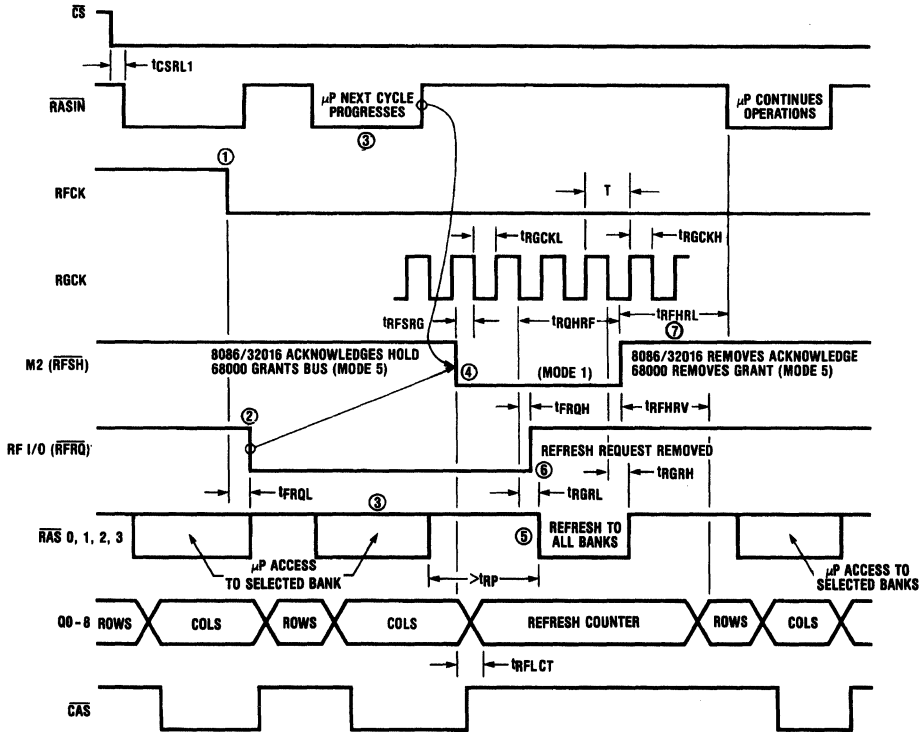 CS
tCSRL1
RASIN
μP NEXT CYCLE
PROGRESSES
μP CONTINUES
OPERATIONS
③
①
RFCK
T
tRGCKL
tRGCKH
RGCK
tRFSRG
tRQHRF
tRFHRL
⑦
M2 (RFSH)
8086/32016 ACKNOWLEDGES HOLD
68000 GRANTS BUS (MODE 5)
④
(MODE 1)
8086/32016 REMOVES ACKNOWLEDGE
68000 REMOVES GRANT (MODE 5)
②
tFRQH
tRFHRV
RF I/O (RFRQ)
REFRESH REQUEST REMOVED
⑥
tFRQL
③
tRGRL
tRGRH
RAS 0, 1, 2, 3
⑤
REFRESH TO
ALL BANKS
μP ACCESS
TO SELECTED BANK
>tRP
μP ACCESS TO
SELECTED BANKS
Q0-8
ROWS
COLS
ROWS
COLS
REFRESH COUNTER
ROWS
COLS
tRFLCT
CAS